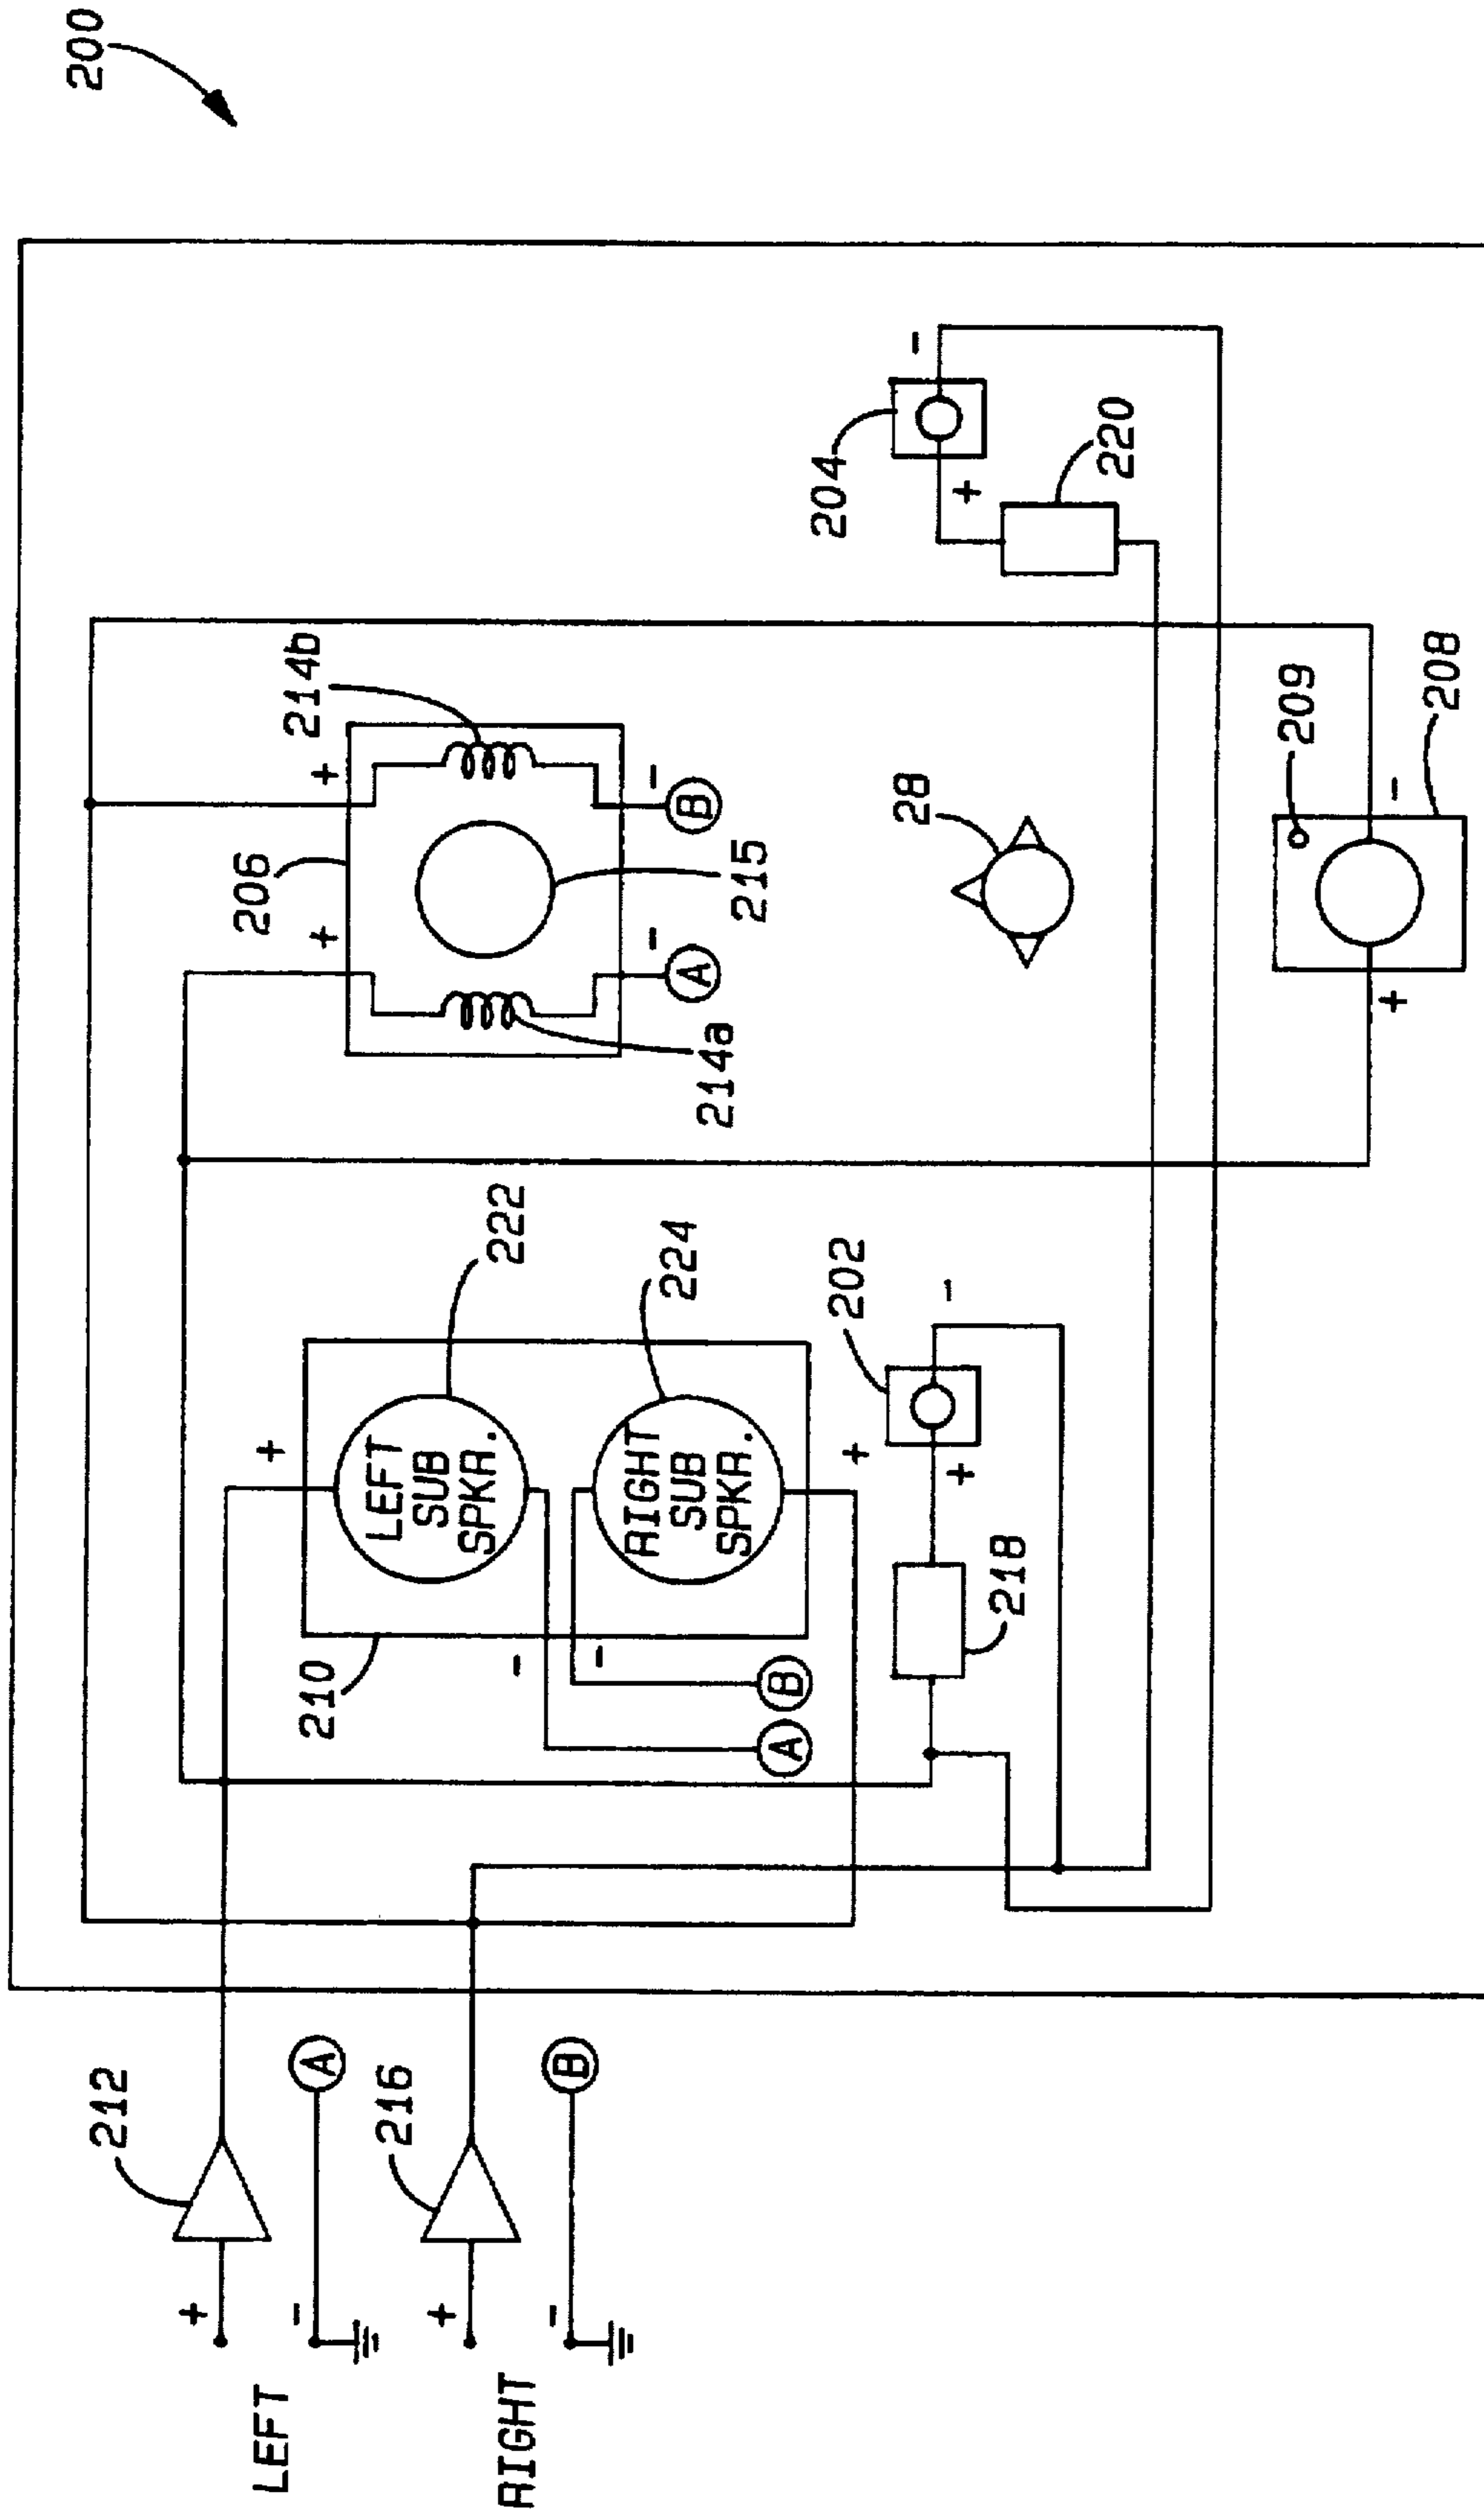 200
LEFT
+
212
-
A
RIGHT
+
216
-
B
210
+
LEFT
SUB
SPKR.
222
-
-
RIGHT
SUB
SPKR.
224
+
A
B
218
+
202
-
206
+
+
214b
214a
215
-
A
-
B
28
204
+
-
220
209
208
+
-